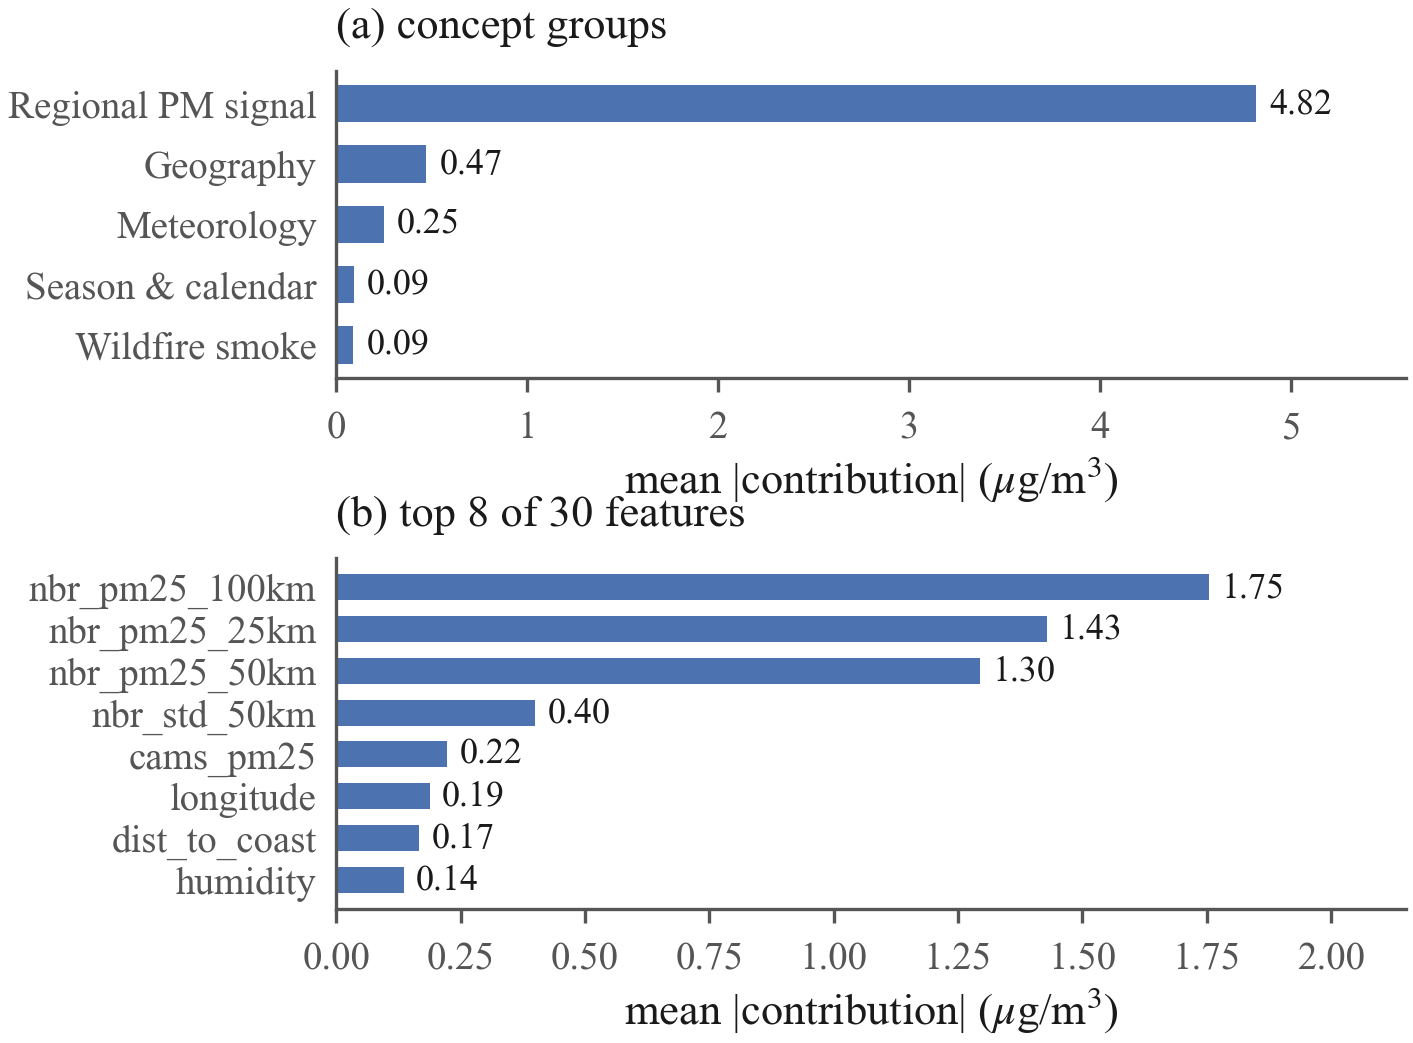 (a) concept groups
Regional PM signal 4.82
Geography 0.47
Meteorology 0.25
Season & calendar 0.09
Wildfire smoke 0.09
0 1 2 3 4 5
mean |contribution| (μg/m³)
(b) top 8 of 30 features
nbr_pm25_100km 1.75
nbr_pm25_25km 1.43
nbr_pm25_50km 1.30
nbr_std_50km 0.40
cams_pm25 0.22
longitude 0.19
dist_to_coast 0.17
humidity 0.14
0.00 0.25 0.50 0.75 1.00 1.25 1.50 1.75 2.00
mean |contribution| (μg/m³)